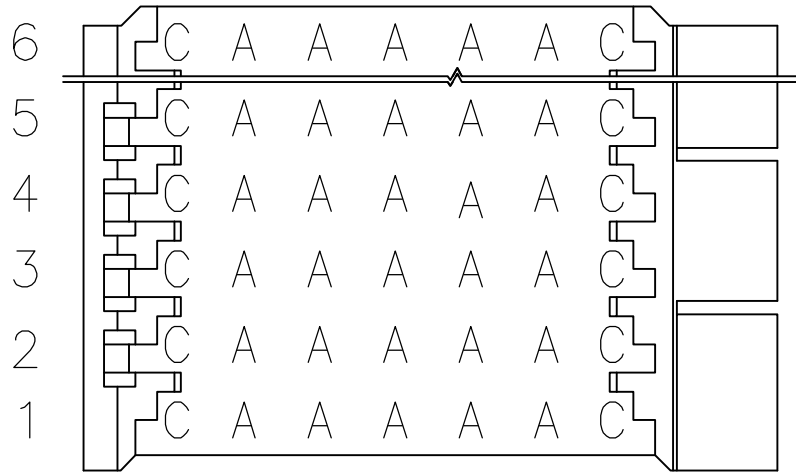 6 C A A A A A C
5 C A A A A A C
4 C A A A A A C
3 C A A A A A C
2 C A A A A A C
1 C A A A A A C